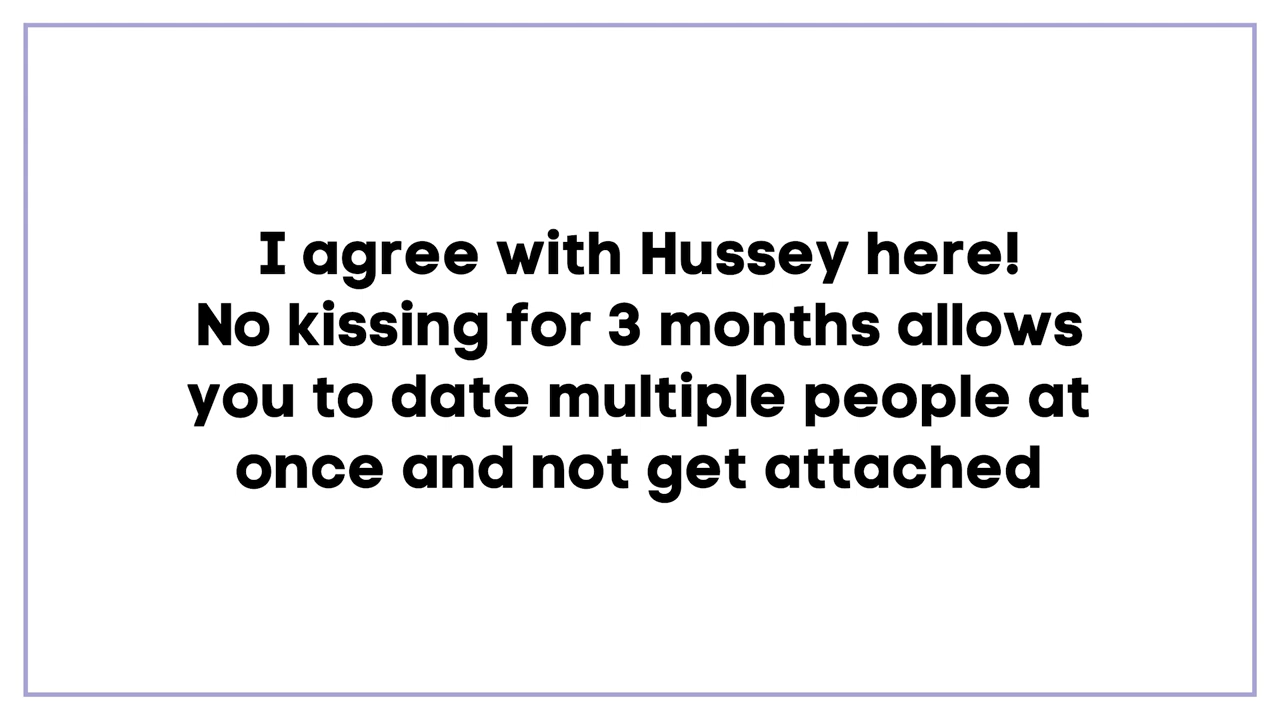 I agree with Hussey here!
No kissing for 3 months allows
you to date multiple people at
once and not get attached